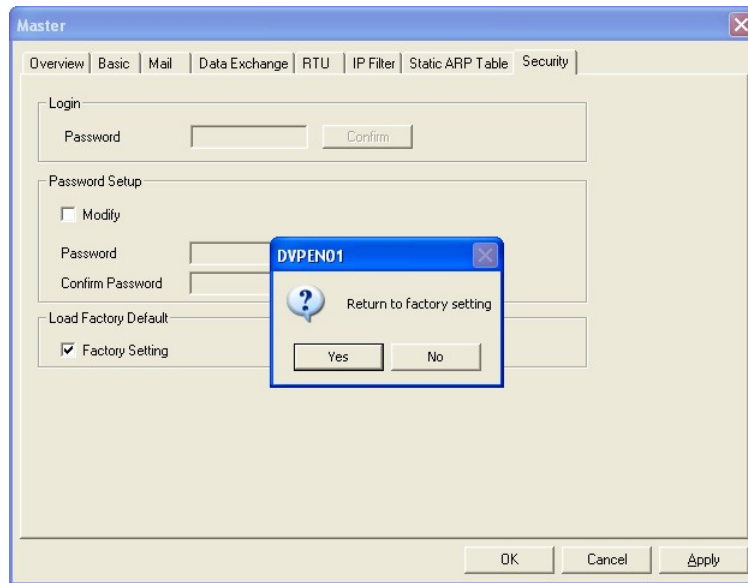 Master
Overview Basic Mail Data Exchange RTU IP Filter Static ARP Table Security
Login
Password Confirm
Password Setup
Modify
Password
Confirm Password
DVPEN01
Return to factory setting
Yes No
Load Factory Default
Factory Setting
OK Cancel Apply